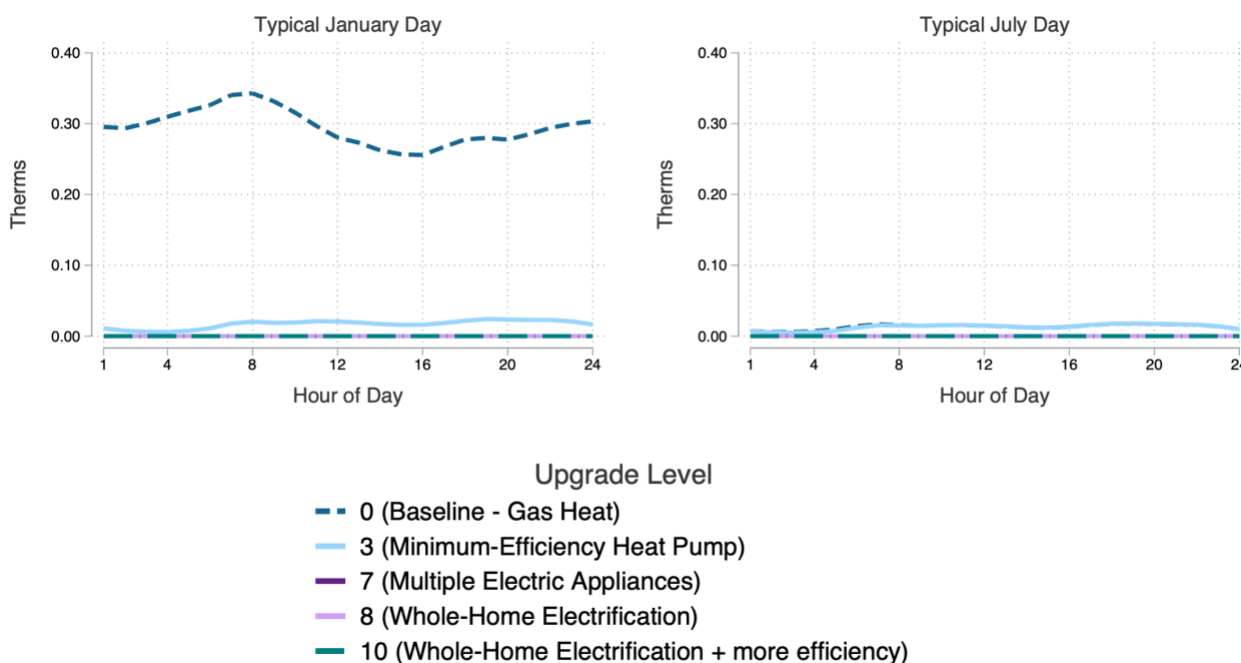 Typical January Day
Typical July Day
Therms
0.40
0.30
0.20
0.10
0.00
1 4 8 12 16 20 24
Hour of Day
Therms
0.40
0.30
0.20
0.10
0.00
1 4 8 12 16 20 24
Hour of Day
Upgrade Level
0 (Baseline - Gas Heat)
3 (Minimum-Efficiency Heat Pump)
7 (Multiple Electric Appliances)
8 (Whole-Home Electrification)
10 (Whole-Home Electrification + more efficiency)